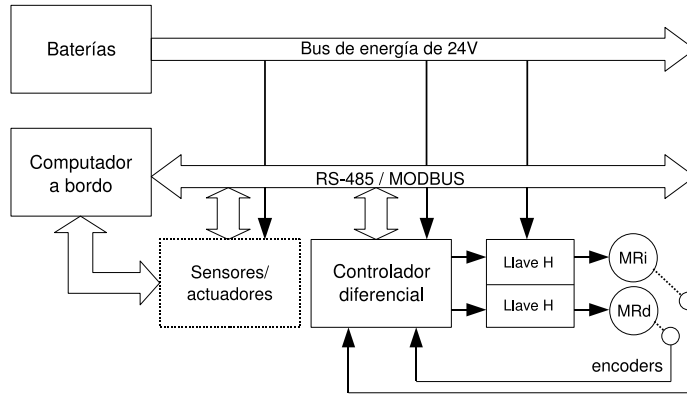 Baterías
Bus de energía de 24V
Computador
a bordo
RS-485 / MODBUS
Sensores/
actuadores
Controlador
diferencial
Llave H
Llave H
MRi
MRd
encoders